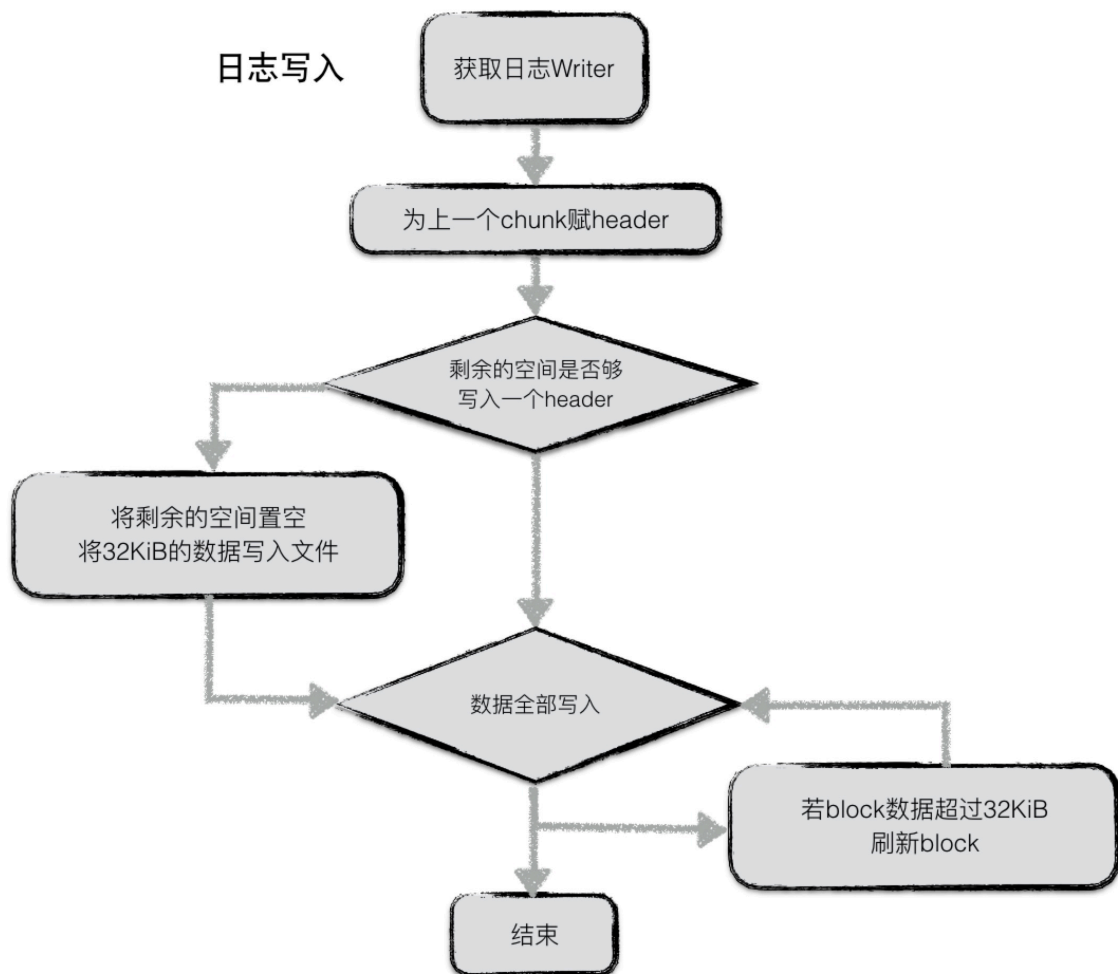 日志写入
获取日志Writer
为上一个chunk赋header
剩余的空间是否够
写入一个header
将剩余的空间置空
将32KiB的数据写入文件
数据全部写入
若block数据超过32KiB
刷新block
结束